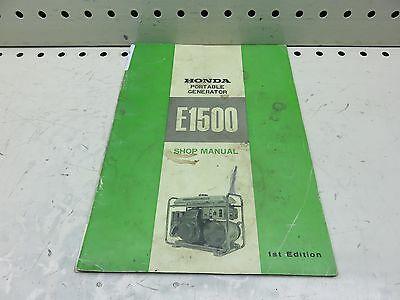 HONDA
PORTABLE
GENERATOR
E1500
SHOP MANUAL
1st Edition